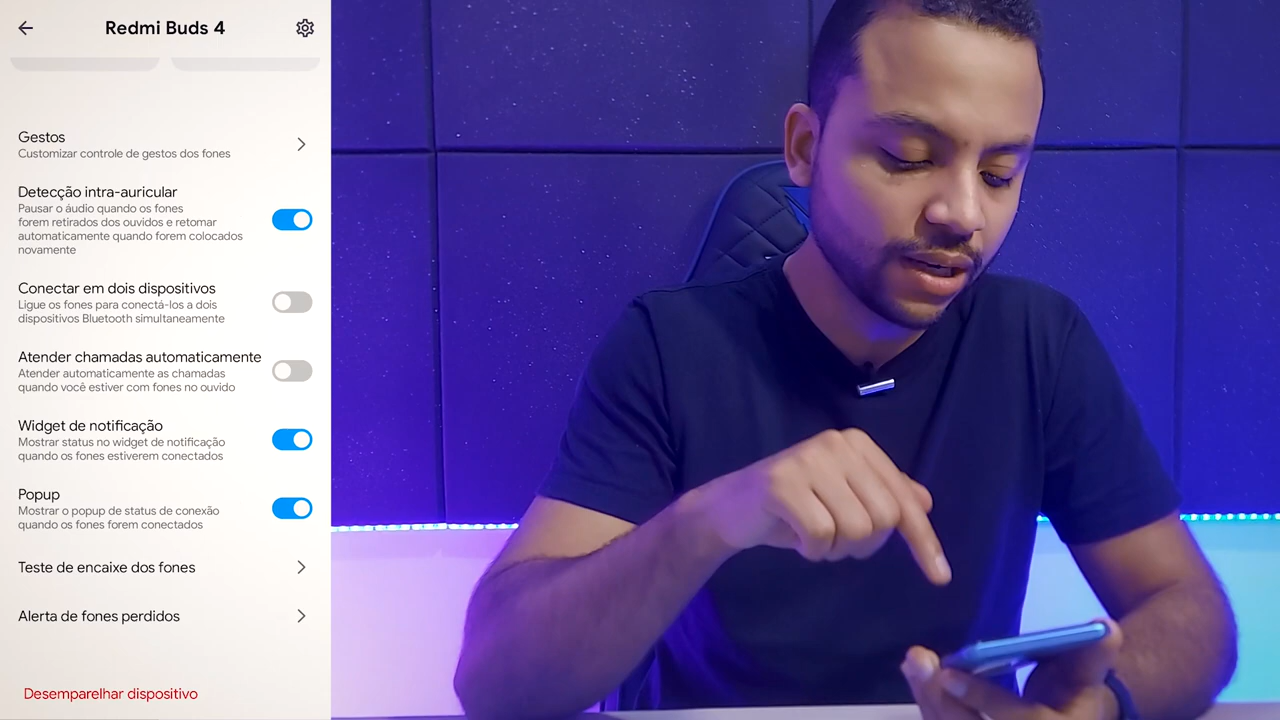 Redmi Buds 4
Gestos
Customizar controle de gestos dos fones
Detecção intra-auricular
Pausar o áudio quando os fones
forem retirados dos ouvidos e retomar
automaticamente quando forem colocados
novamente
Conectar em dois dispositivos
Ligue os fones para conectá-los a dois
dispositivos Bluetooth simultaneamente
Atender chamadas automaticamente
Atender automaticamente as chamadas
quando você estiver com fones no ouvido
Widget de notificação
Mostrar status no widget de notificação
quando os fones estiverem conectados
Popup
Mostrar o popup de status de conexão
quando os fones forem conectados
Teste de encaixe dos fones
Alerta de fones perdidos
Desemparelhar dispositivo